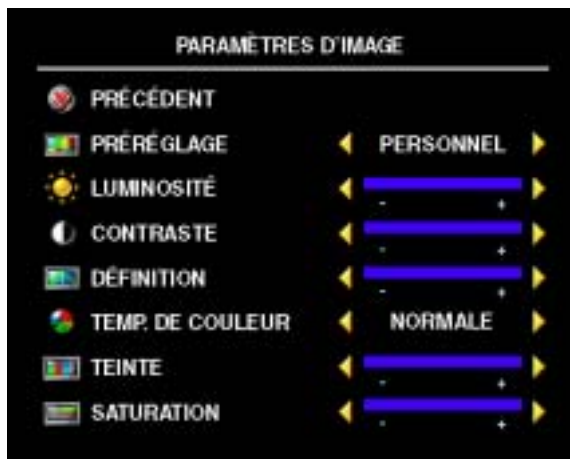 PARAMÈTRES D'IMAGE
PRÉCÉDENT
PRÉRÉGLAGE PERSONNEL
LUMINOSITÉ
- +
CONTRASTE
- +
DÉFINITION
- +
TEMP. DE COULEUR NORMALE
TEINTE
- +
SATURATION
- +